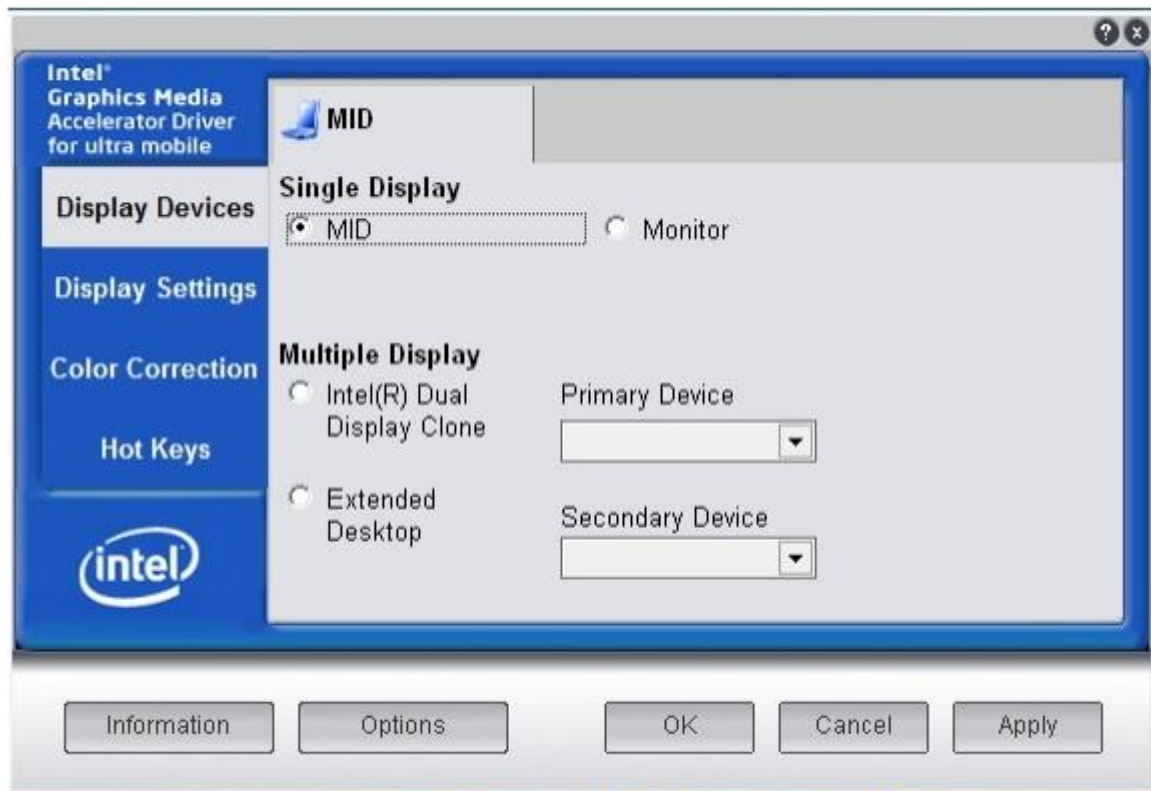 Intel®
Graphics Media
Accelerator Driver
for ultra mobile
MID
Display Devices
Display Settings
Color Correction
Hot Keys
intel
Single Display
MID
Monitor
Multiple Display
Intel(R) Dual
Display Clone
Primary Device
Extended
Desktop
Secondary Device
Information
Options
OK
Cancel
Apply